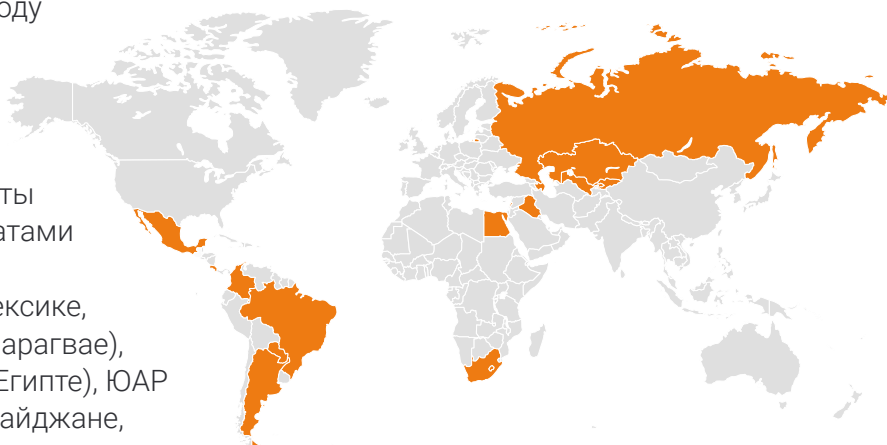 оду
ты
атами
ексике,
арагвае),
Египте), ЮАР
айджане,